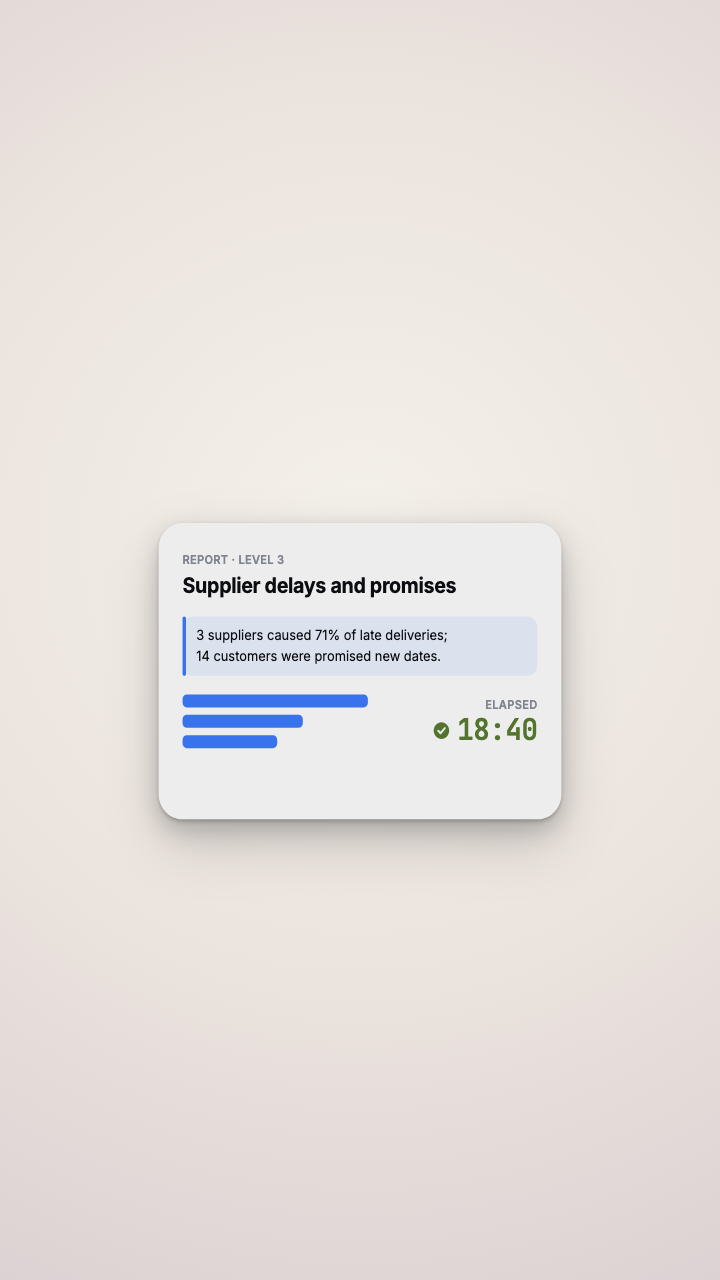 REPORT · LEVEL 3
Supplier delays and promises
3 suppliers caused 71% of late deliveries;
14 customers were promised new dates.
ELAPSED
18:40